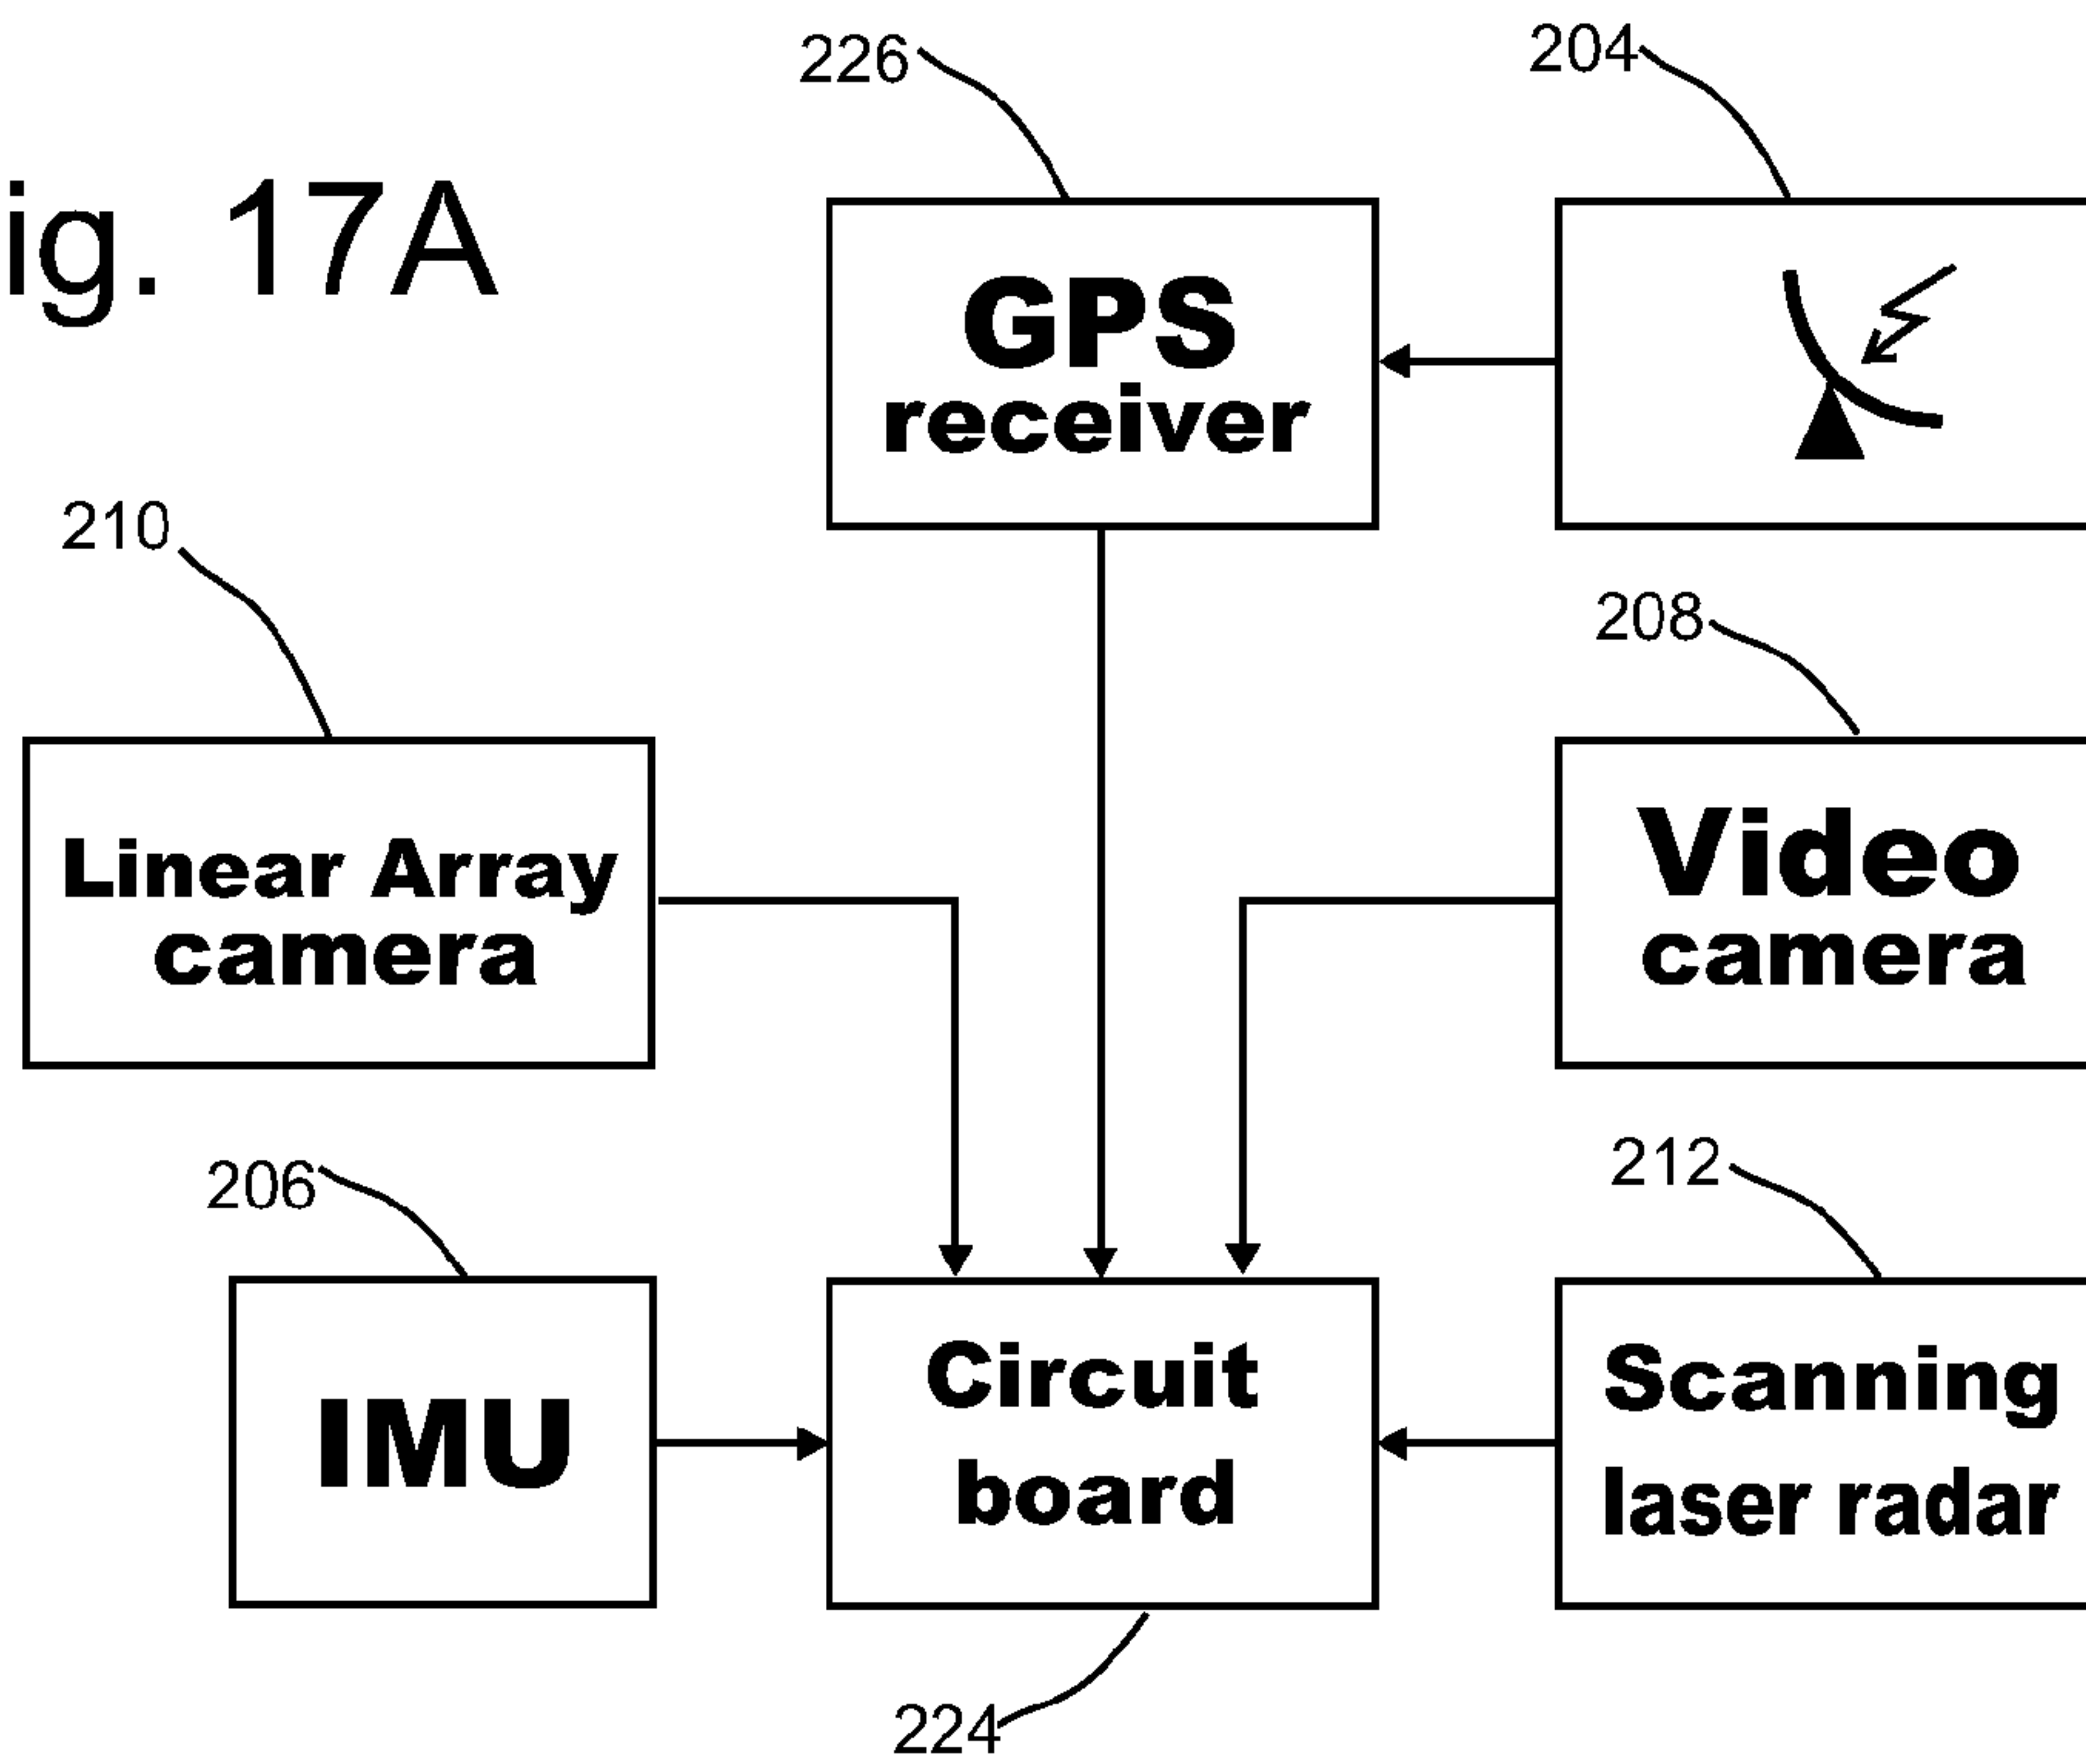 226
204
ig. 17A
GPS
receiver
210
208
Linear Array
camera
Video
camera
206
212
IMU
Circuit
board
Scanning
laser radar
224